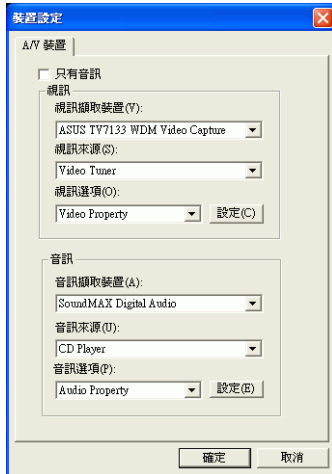 裝置設定
A/V 裝置
只有音訊
視訊
視訊擷取裝置(V):
ASUS TV7133 WDM Video Capture
視訊來源(S):
Video Tuner
視訊選項(O):
Video Property
設定(C)
音訊
音訊擷取裝置(A):
SoundMAX Digital Audio
音訊來源(U):
CD Player
音訊選項(P):
Audio Property
設定(E)
確定
取消